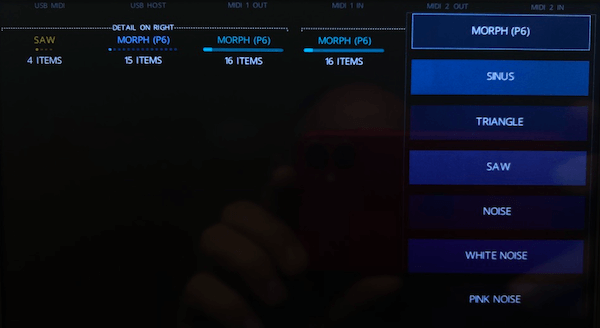 USB MIDI USB HOST MIDI 1 OUT MIDI 1 IN MIDI 2 OUT MIDI 2 IN
DETAIL ON RIGHT
SAW MORPH (P6) MORPH (P6) MORPH (P6)
4 ITEMS 15 ITEMS 16 ITEMS 16 ITEMS
MORPH (P6)
SINUS
TRIANGLE
SAW
NOISE
WHITE NOISE
PINK NOISE